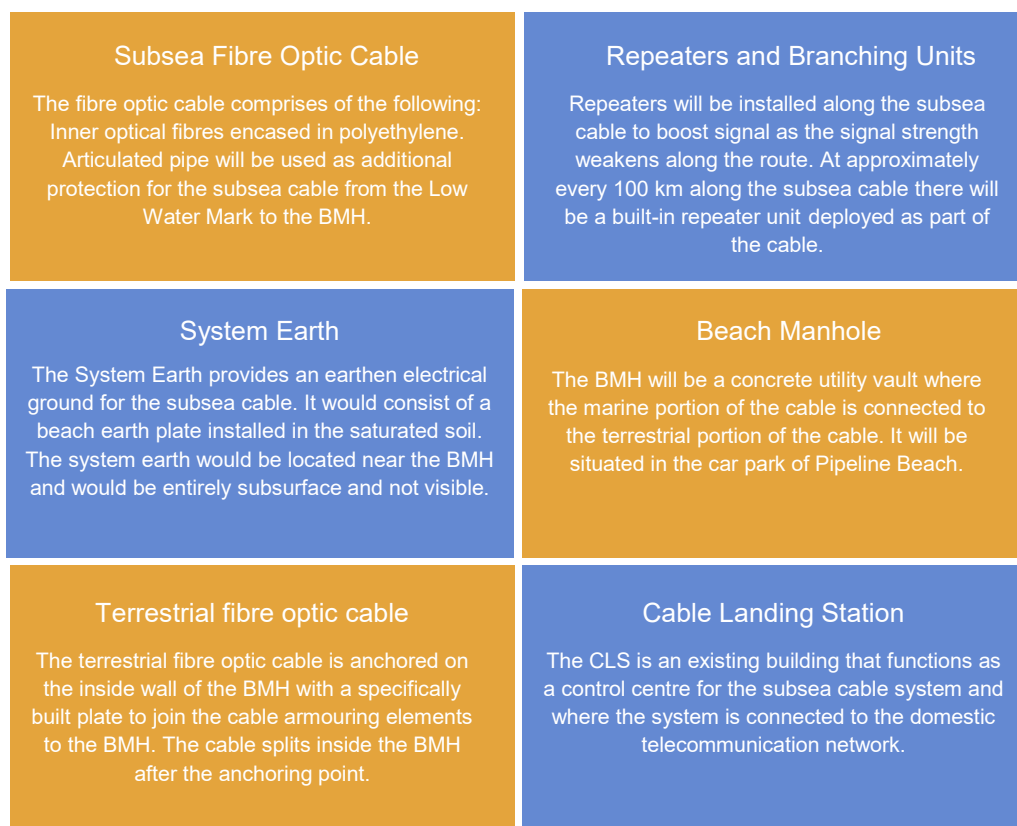 Subsea Fibre Optic Cable
The fibre optic cable comprises of the following:
Inner optical fibres encased in polyethylene.
Articulated pipe will be used as additional
protection for the subsea cable from the Low
Water Mark to the BMH.
Repeaters and Branching Units
Repeaters will be installed along the subsea
cable to boost signal as the signal strength
weakens along the route. At approximately
every 100 km along the subsea cable there will
be a built-in repeater unit deployed as part of
the cable.
System Earth
The System Earth provides an earthen electrical
ground for the subsea cable. It would consist of a
beach earth plate installed in the saturated soil.
The system earth would be located near the BMH
and would be entirely subsurface and not visible.
Beach Manhole
The BMH will be a concrete utility vault where
the marine portion of the cable is connected to
the terrestrial portion of the cable. It will be
situated in the car park of Pipeline Beach.
Terrestrial fibre optic cable
The terrestrial fibre optic cable is anchored on
the inside wall of the BMH with a specifically
built plate to join the cable armouring elements
to the BMH. The cable splits inside the BMH
after the anchoring point.
Cable Landing Station
The CLS is an existing building that functions as
a control centre for the subsea cable system and
where the system is connected to the domestic
telecommunication network.